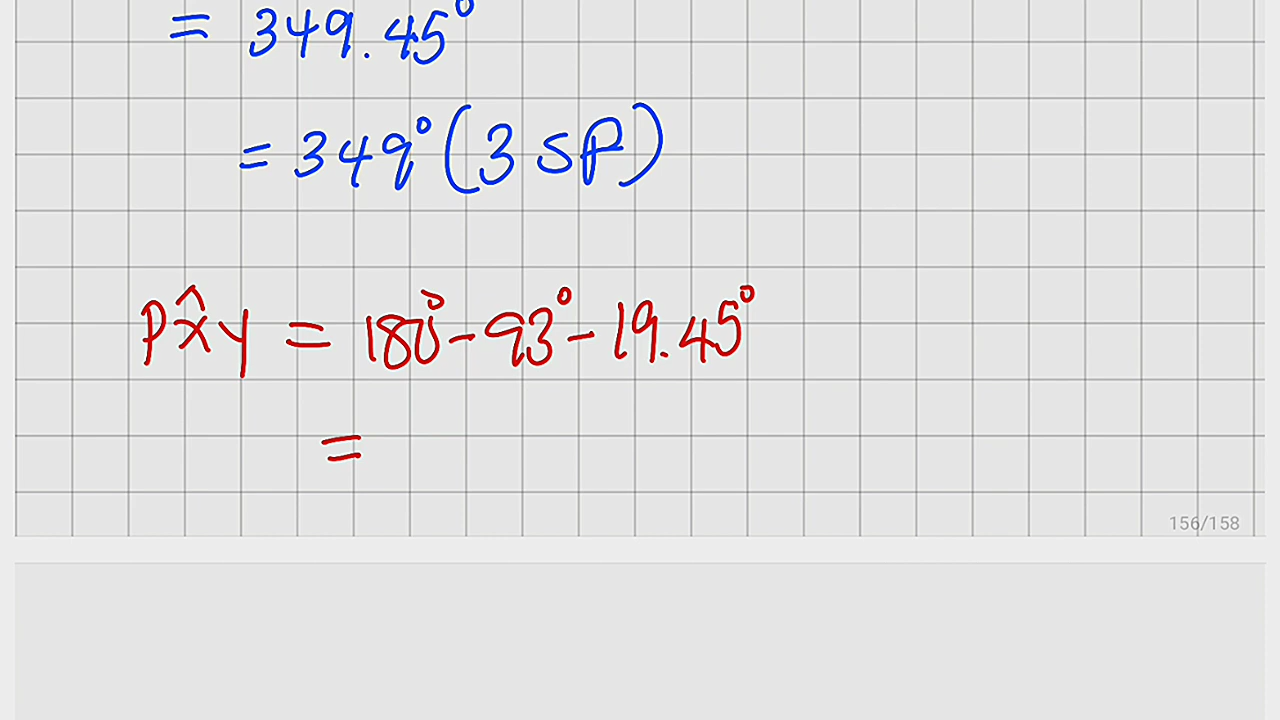 = 349.45°
= 349° (3 SF)
PX̂Y = 180° - 93° - 19.45°
=
156/158